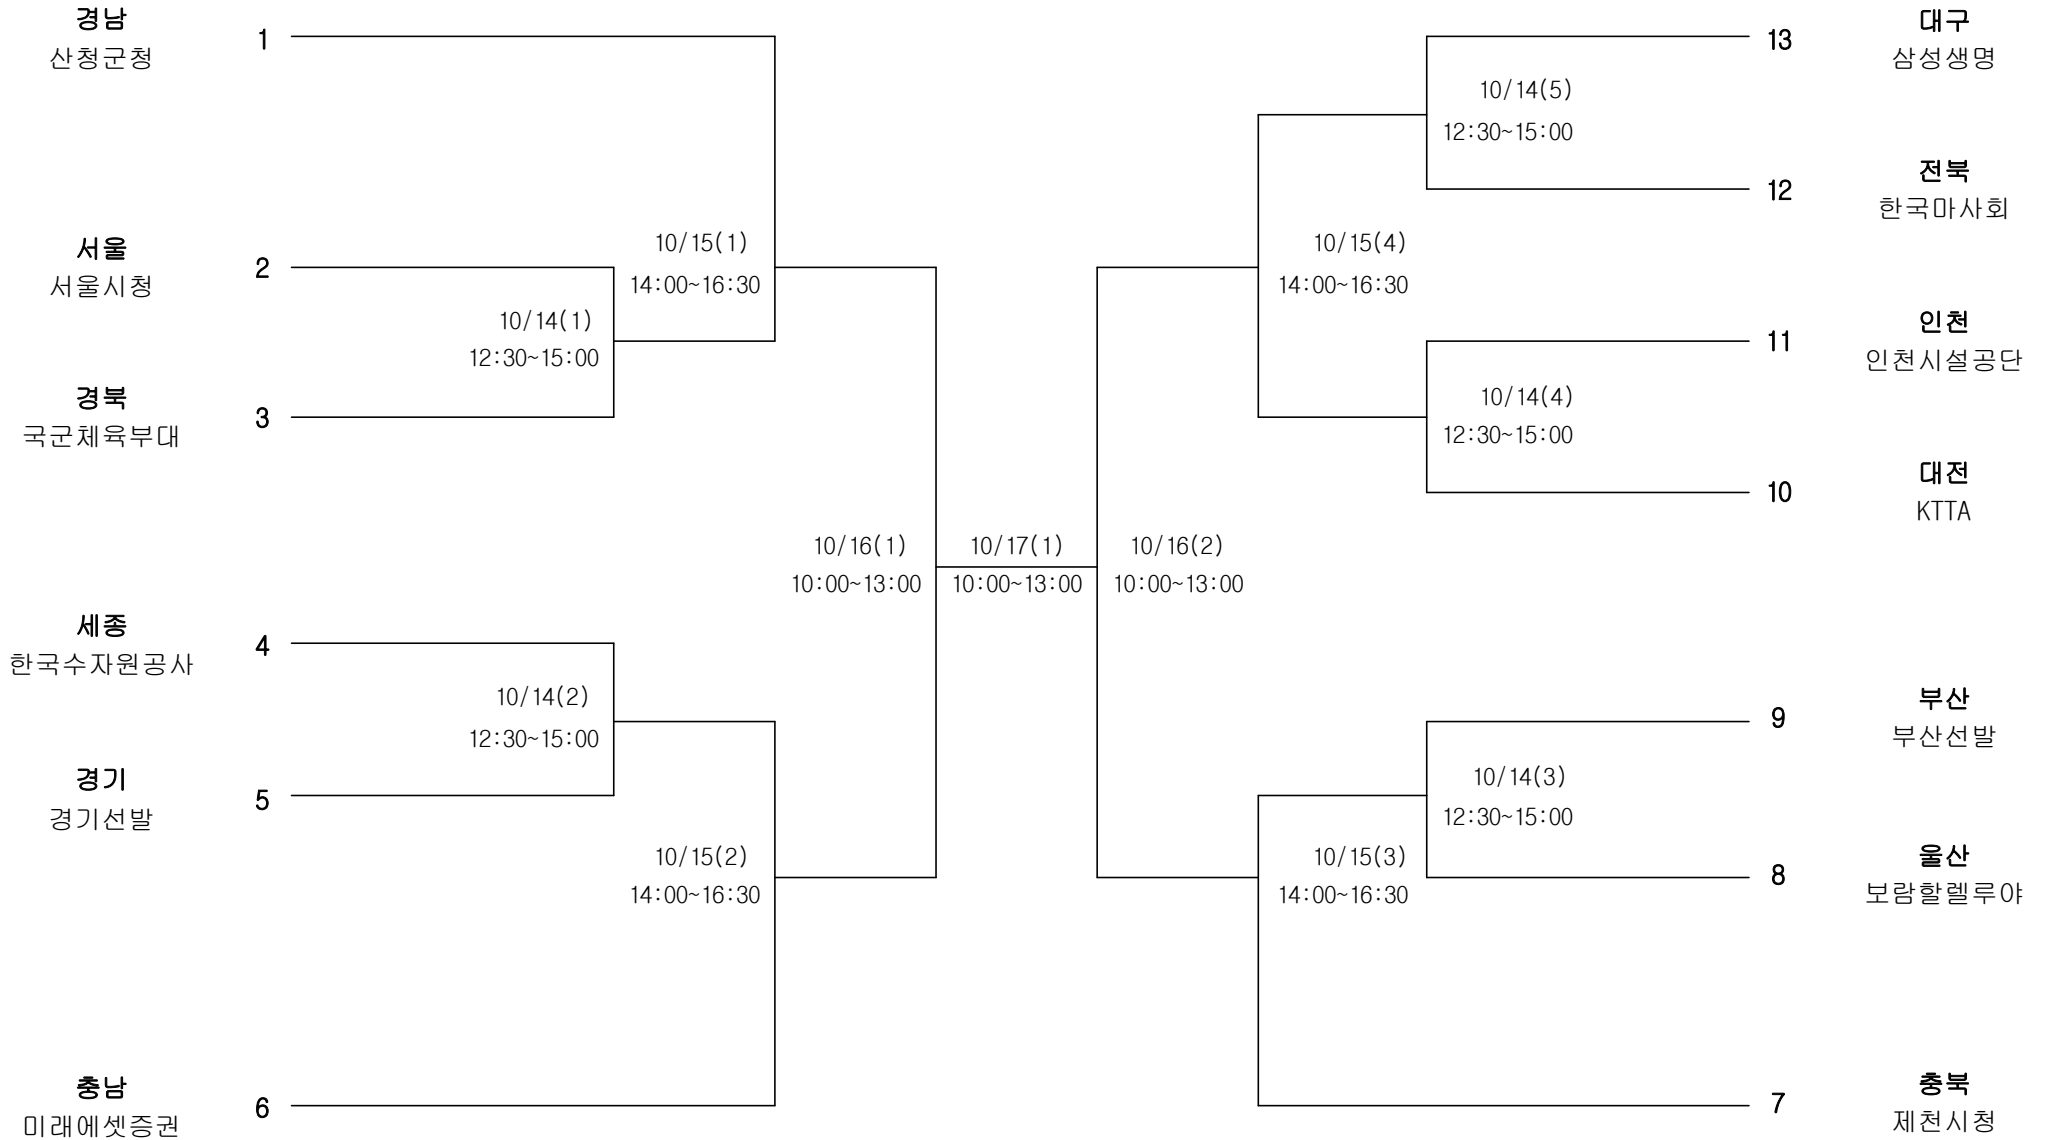 경남
산청군청
1
서울
서울시청
2
경북
국군체육부대
3
세종
한국수자원공사
4
경기
경기선발
5
충남
미래에셋증권
6
10/14(1)
12:30~15:00
10/14(2)
12:30~15:00
10/15(1)
14:00~16:30
10/15(2)
14:00~16:30
10/16(1)
10:00~13:00
10/17(1)
10:00~13:00
10/16(2)
10:00~13:00
10/15(4)
14:00~16:30
10/15(3)
14:00~16:30
10/14(5)
12:30~15:00
10/14(4)
12:30~15:00
10/14(3)
12:30~15:00
13
대구
삼성생명
12
전북
한국마사회
11
인천
인천시설공단
10
대전
KTTA
9
부산
부산선발
8
울산
보람할렐루야
7
충북
제천시청